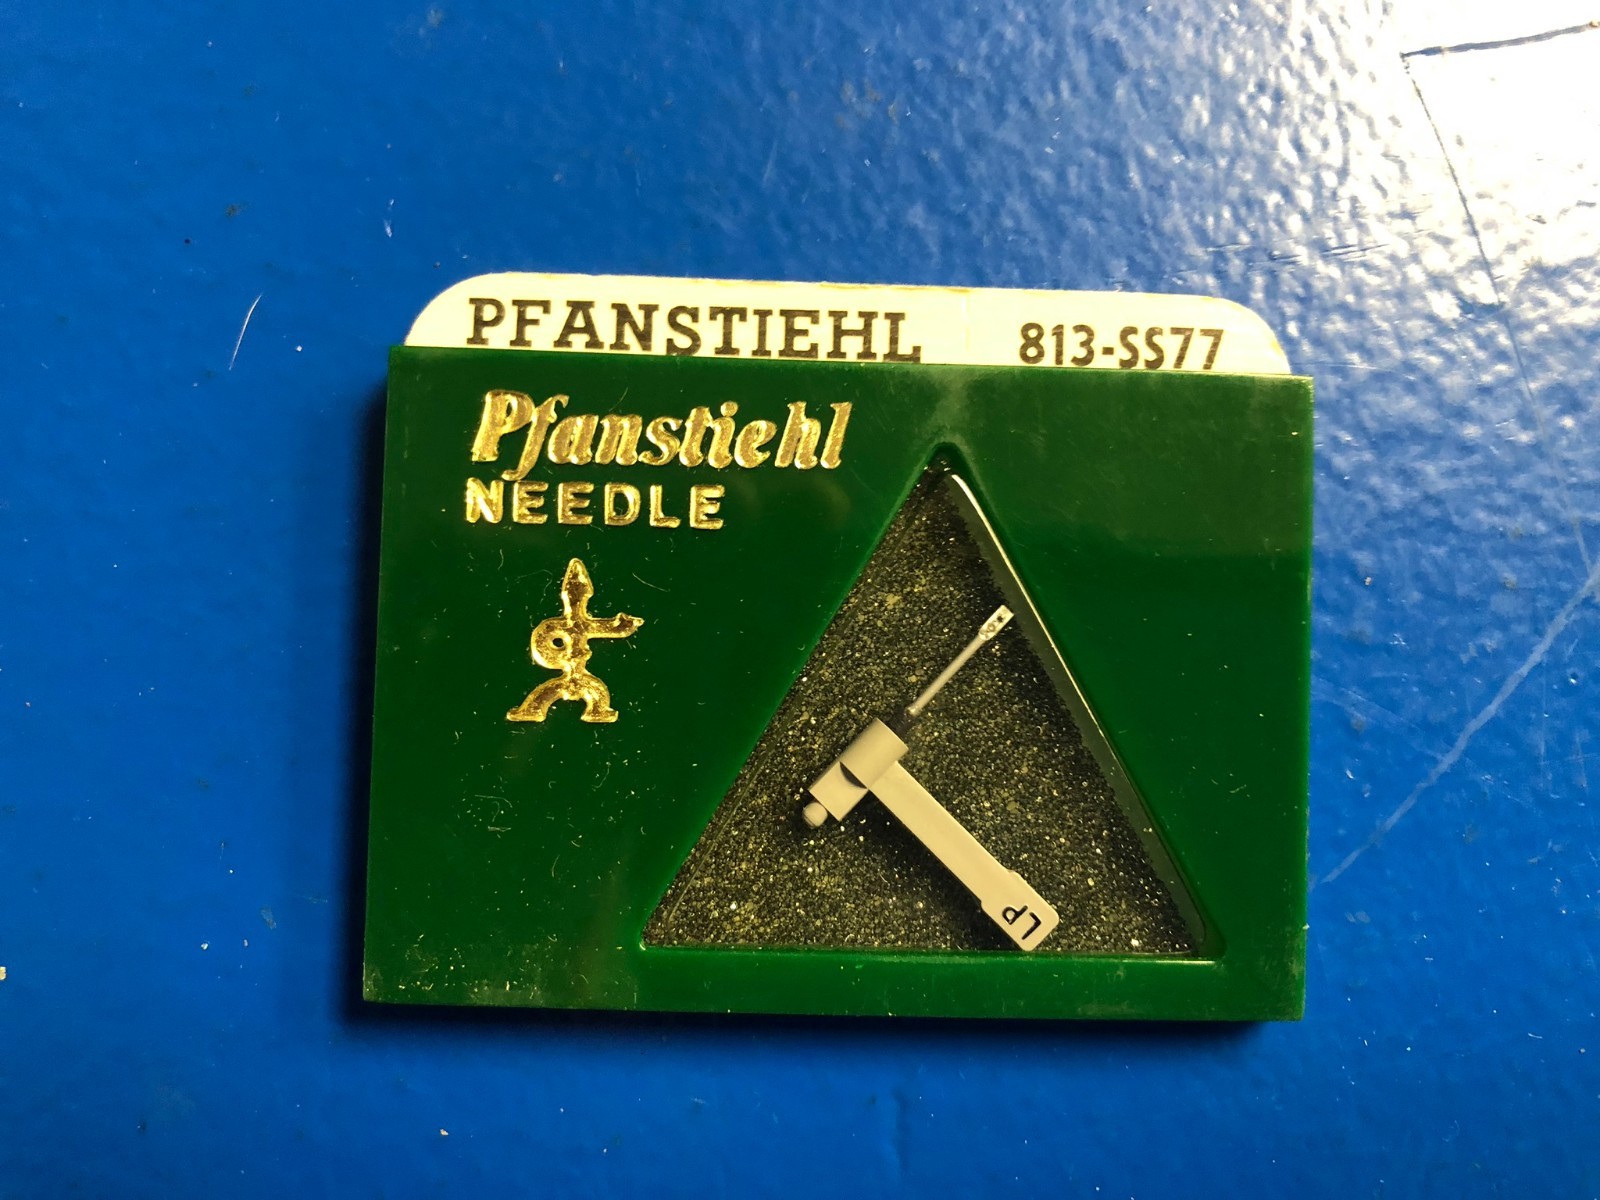 PFANSTIEHL 813-SS77
Pfanstiehl
NEEDLE
LP